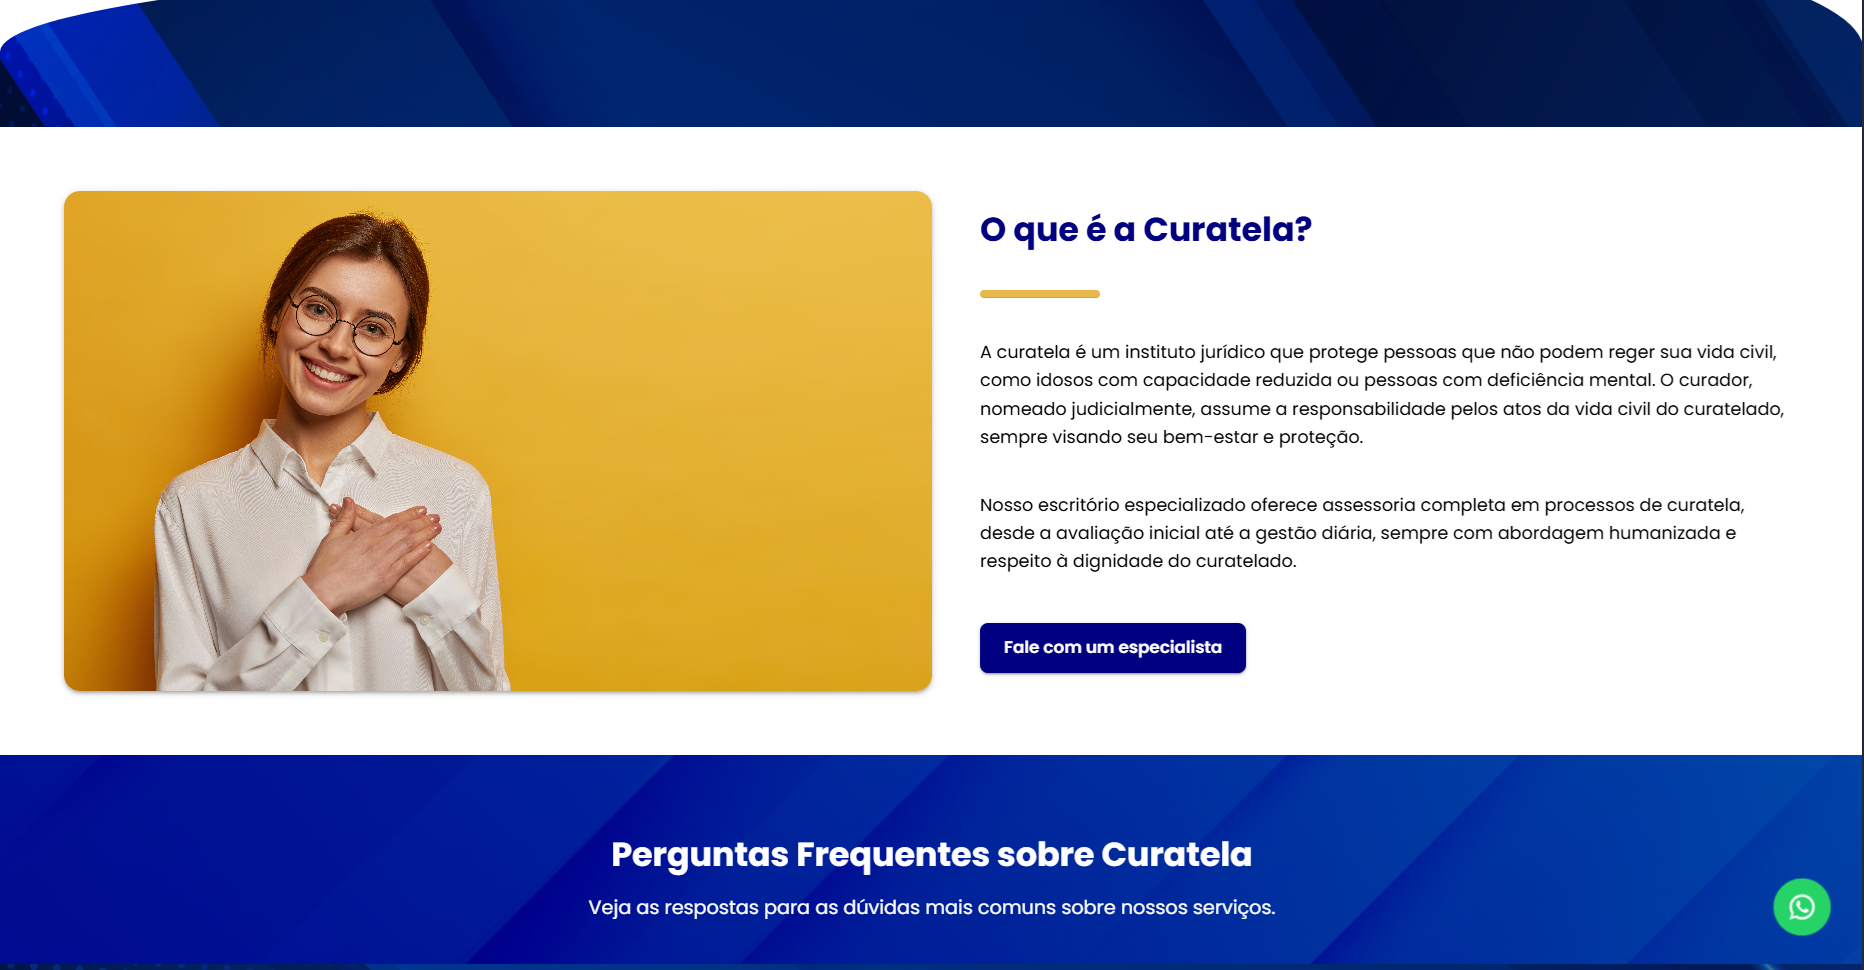 O que é a Curatela?
A curatela é um instituto jurídico que protege pessoas que não podem reger sua vida civil,
como idosos com capacidade reduzida ou pessoas com deficiência mental. O curador,
nomeado judicialmente, assume a responsabilidade pelos atos da vida civil do curatelado,
sempre visando seu bem-estar e proteção.
Nosso escritório especializado oferece assessoria completa em processos de curatela,
desde a avaliação inicial até a gestão diária, sempre com abordagem humanizada e
respeito à dignidade do curatelado.
Fale com um especialista
Perguntas Frequentes sobre Curatela
Veja as respostas para as dúvidas mais comuns sobre nossos serviços.